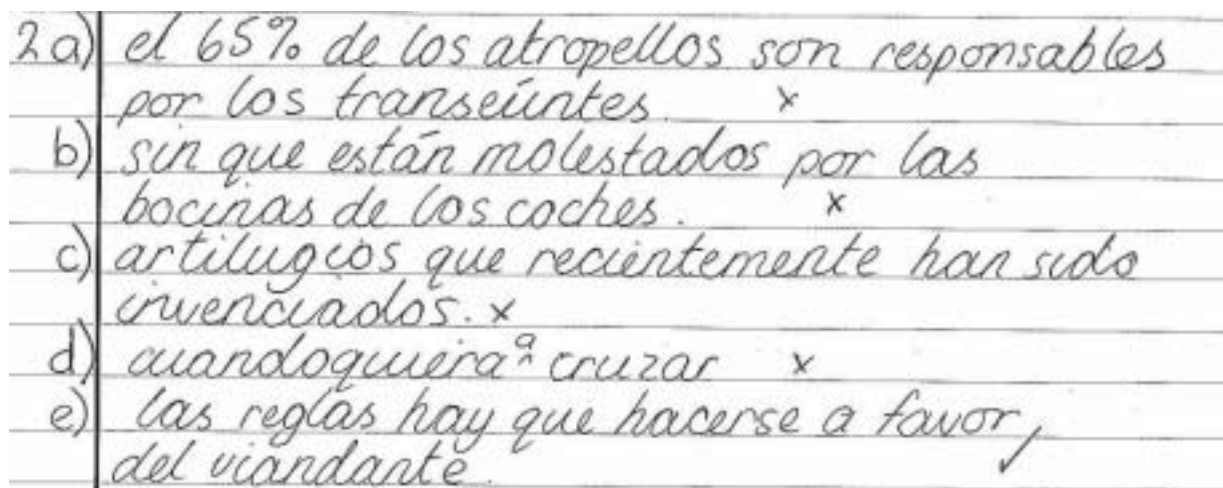 2a) el 65% de los atropellos son responsables
por los transeúntes. x
b) sin que están molestados por las
bocinas de los coches. x
c) artilugios que recientemente han sido
invenciados. x
d) cuandoquiera a cruzar x
e) las reglas hay que hacerse a favor
del viandante. ✓